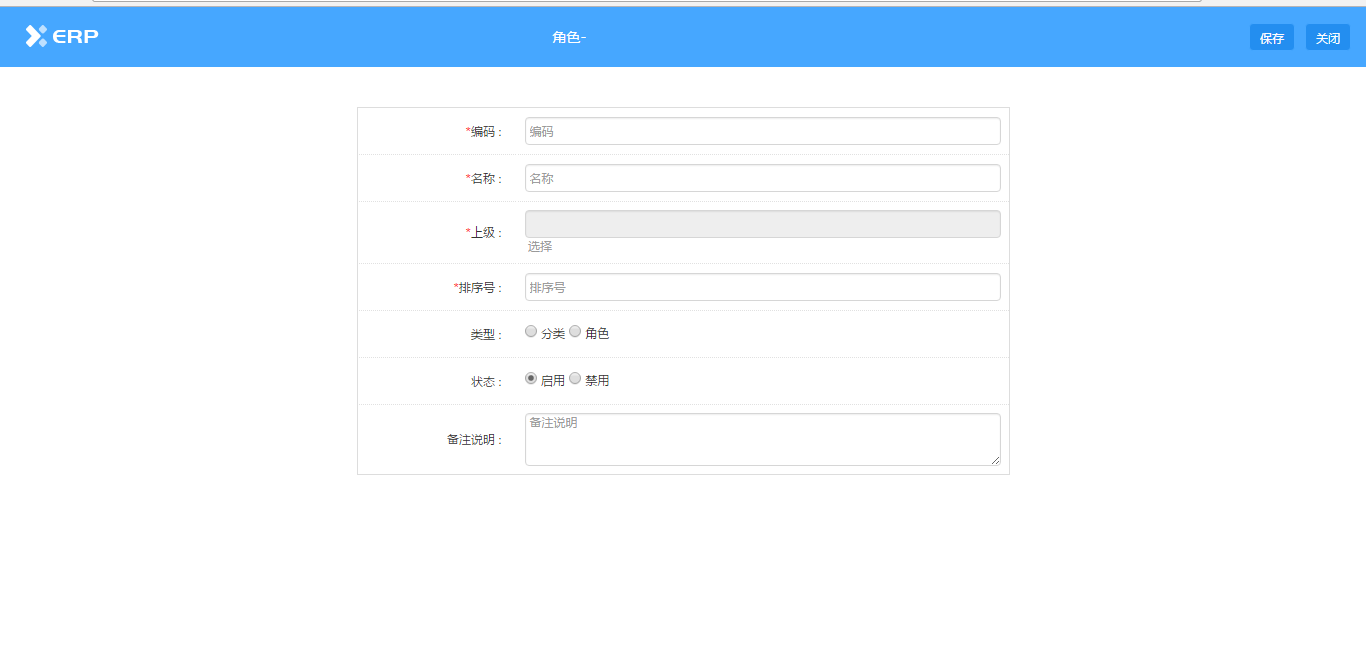 ERP 角色- 保存 关闭
*编码 : 编码
*名称 : 名称
*上级 :
选择
*排序号 : 排序号
类型 : 分类 角色
状态 : 启用 禁用
备注说明 : 备注说明